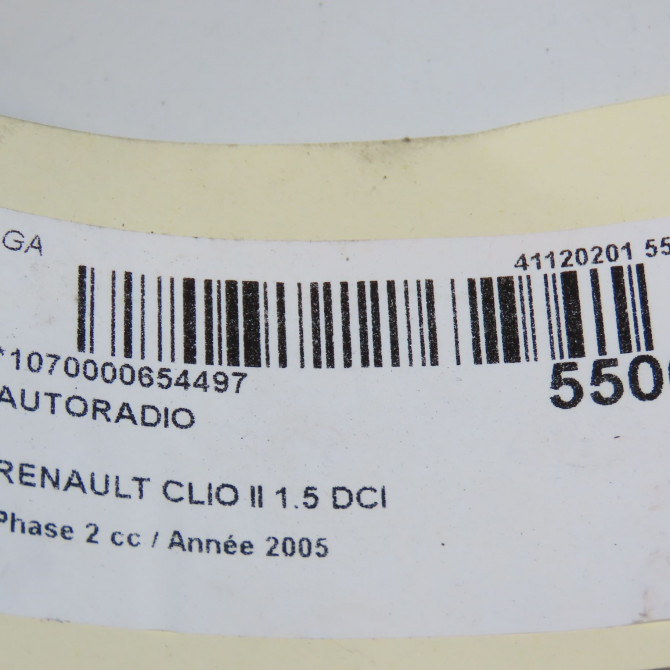 GA
41120201 55
*1070000654497
550
AUTORADIO
RENAULT CLIO II 1.5 DCI
Phase 2 cc / Année 2005